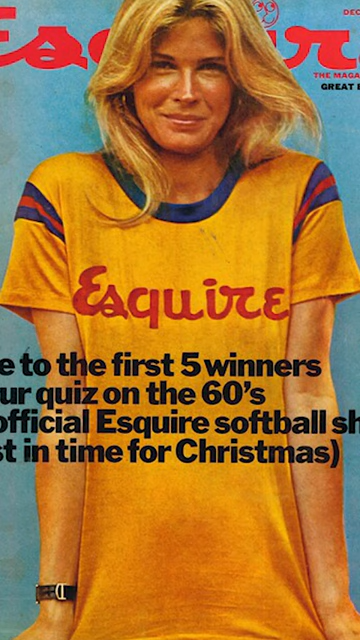 Esquire
DEC
THE MAGA
GREAT
Esquire
e to the first 5 winners
ur quiz on the 60's
official Esquire softball sh
st in time for Christmas)